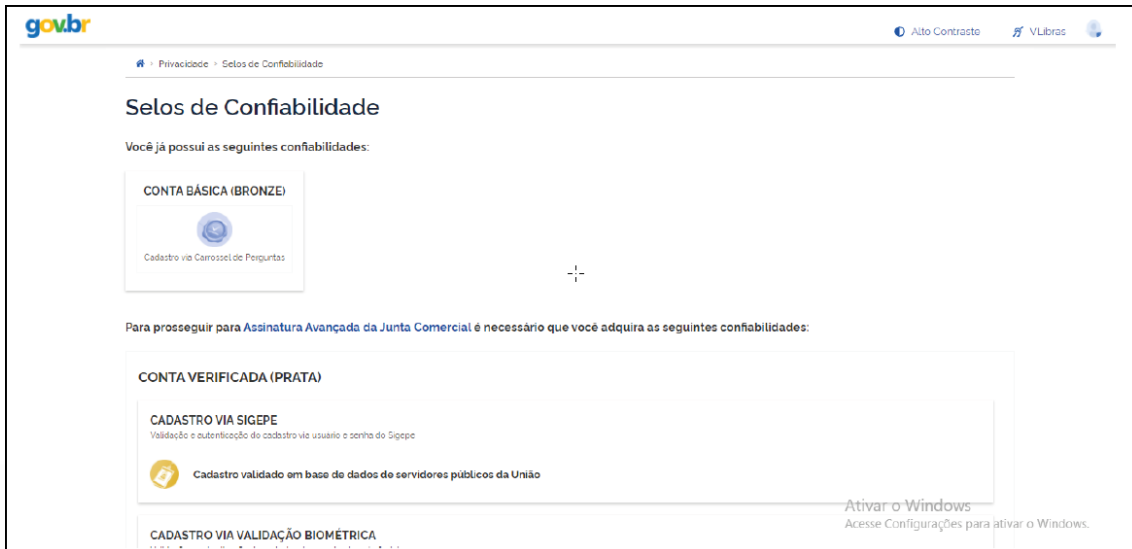 gov.br
Alto Contraste
VLibras
Privacidade > Selos de Confiabilidade
Selos de Confiabilidade
Você já possui as seguintes confiabilidades:
CONTA BÁSICA (BRONZE)
Cadastro via Carrossel de Perguntas
Para prosseguir para Assinatura Avançada da Junta Comercial é necessário que você adquira as seguintes confiabilidades:
CONTA VERIFICADA (PRATA)
CADASTRO VIA SIGEPE
Validação e autenticação do cadastro via usuário e senha do Sigepe
Cadastro validado em base de dados de servidores públicos da União
Ativar o Windows
Acesse Configurações para ativar o Windows.
CADASTRO VIA VALIDAÇÃO BIOMÉTRICA